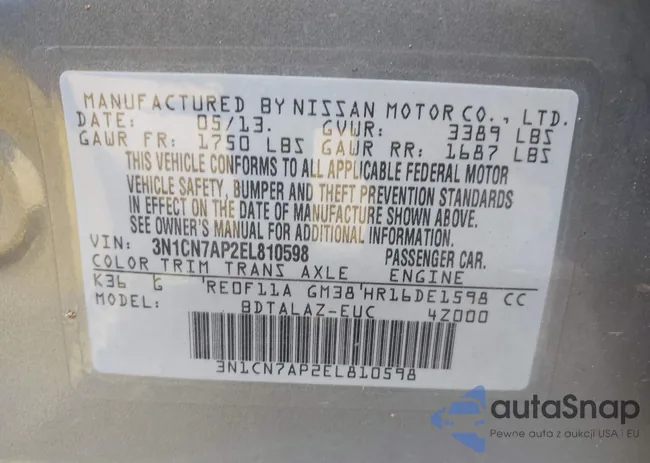 MANUFACTURED BY NISSAN MOTOR CO., LTD.
DATE: 05/13. GVWR: 3389 LBS
GAWR FR: 1750 LBS GAWR RR: 1687 LBS
THIS VEHICLE CONFORMS TO ALL APPLICABLE FEDERAL MOTOR
VEHICLE SAFETY, BUMPER AND THEFT PREVENTION STANDARDS
IN EFFECT ON THE DATE OF MANUFACTURE SHOWN ABOVE.
SEE OWNER'S MANUAL FOR ADDITIONAL INFORMATION.
VIN: 3N1CN7AP2EL810598 PASSENGER CAR.
COLOR TRIM TRANS AXLE ENGINE
K36 G RE0F11A GM38 HR16DE1598 CC
MODEL: BDTALAZ-EUC 4Z000
3N1CN7AP2EL810598
autaSnap
Pewne auta z aukcji USA i EU